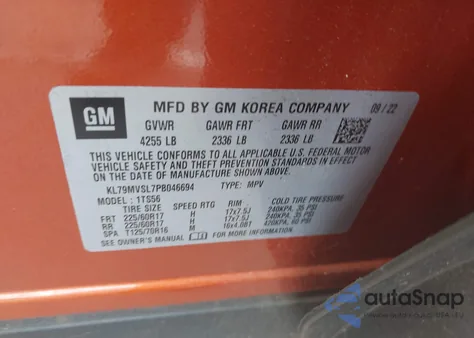 GM
MFD BY GM KOREA COMPANY 09/22
GVWR GAWR FRT GAWR RR
4255 LB 2336 LB 2336 LB
THIS VEHICLE CONFORMS TO ALL APPLICABLE U.S. FEDERAL MOTOR
VEHICLE SAFETY AND THEFT PREVENTION STANDARDS IN EFFECT
ON THE DATE OF MANUFACTURE SHOWN ABOVE.
KL79MVSL7PB046694 TYPE: MPV
MODEL: 1TS56
TIRE SIZE SPEED RTG RIM COLD TIRE PRESSURE
FRT 225/60R17 H 17x7.5J 240KPA, 35 PSI
RR 225/60R17 H 17x7.5J 240KPA, 35 PSI
SPA T125/70R16 M 16x4.0BT 420KPA, 60 PSI
SEE OWNER'S MANUAL FOR MORE INFORMATION
autoSnap